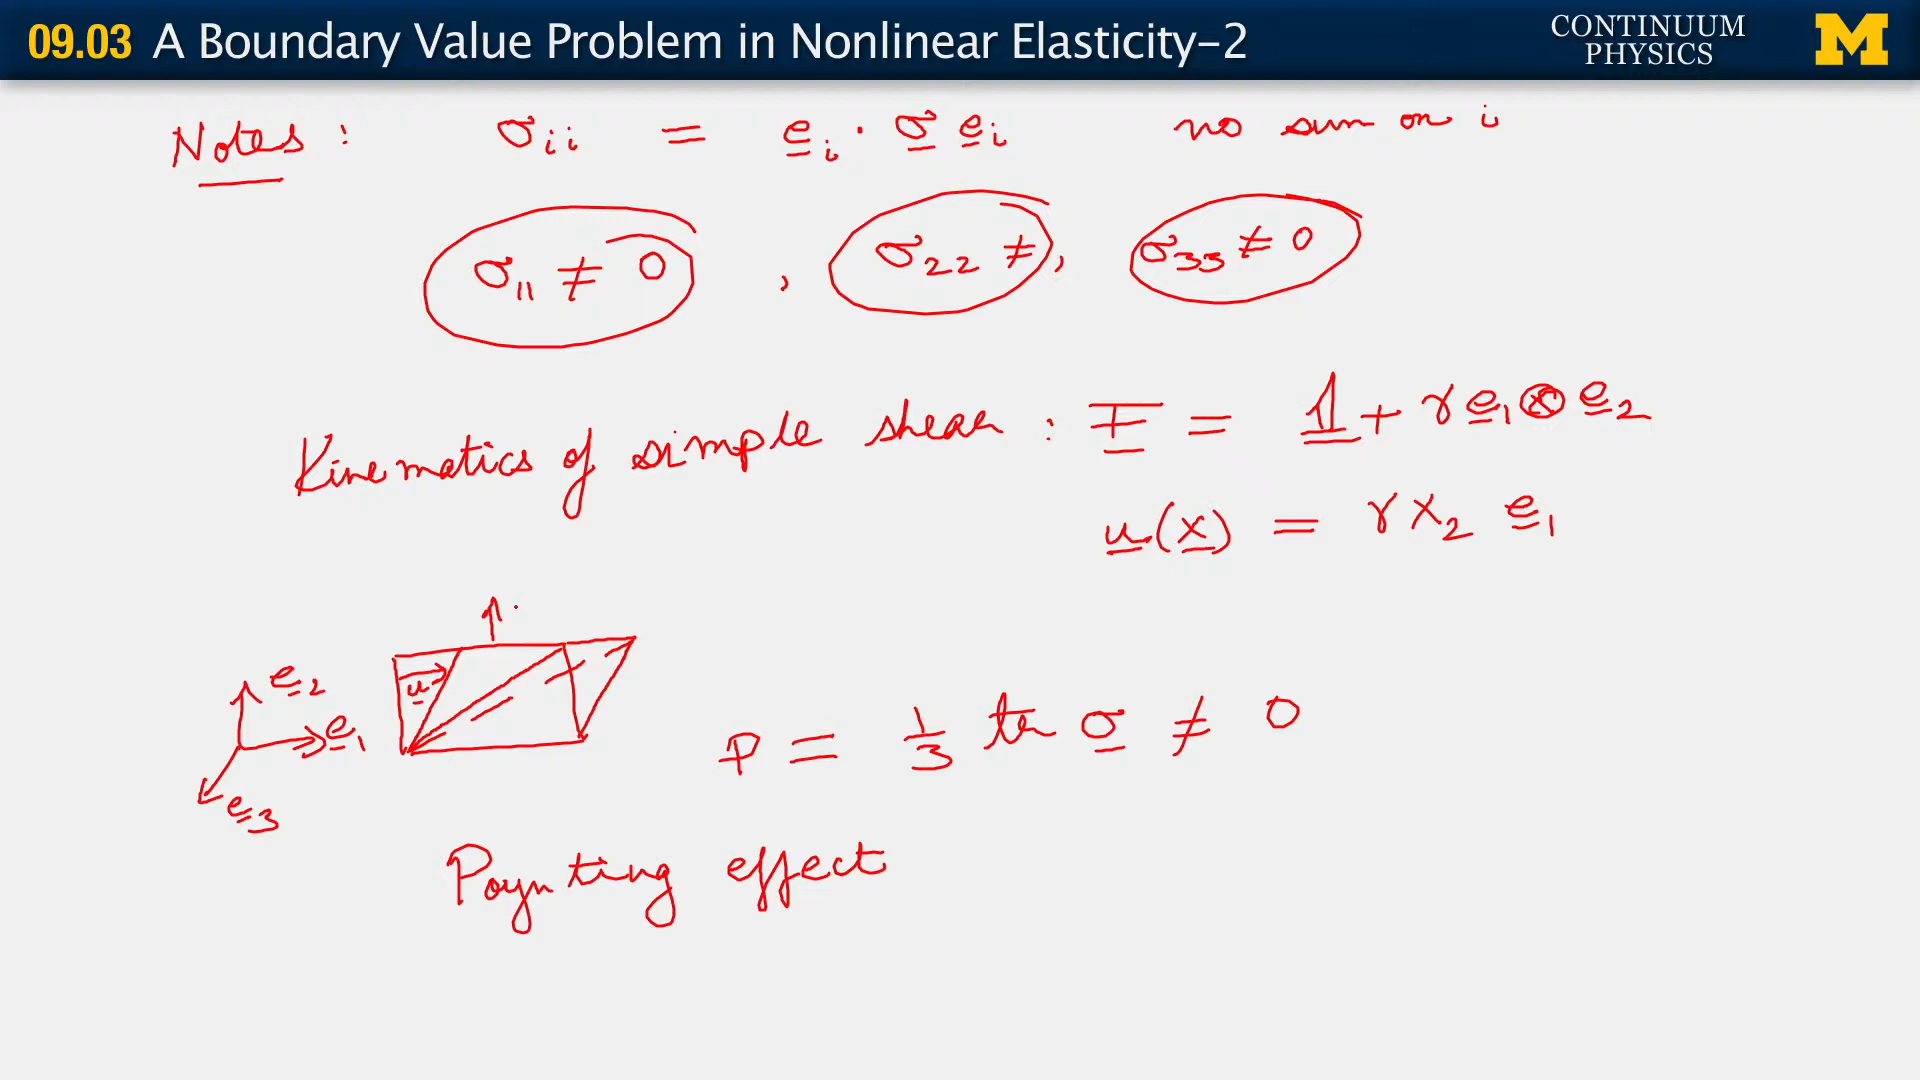 09.03 A Boundary Value Problem in Nonlinear Elasticity-2
CONTINUUM PHYSICS
M
Notes : σii = e_i · σ e_i no sum on i
σ11 ≠ 0 , σ22 ≠ , σ33 ≠ 0
Kinematics of simple shear : F = 1 + γ e1 ⊗ e2
u(X) = γ X2 e1
e2
u
e1
e3
p = 1/3 tr σ ≠ 0
Poynting effect